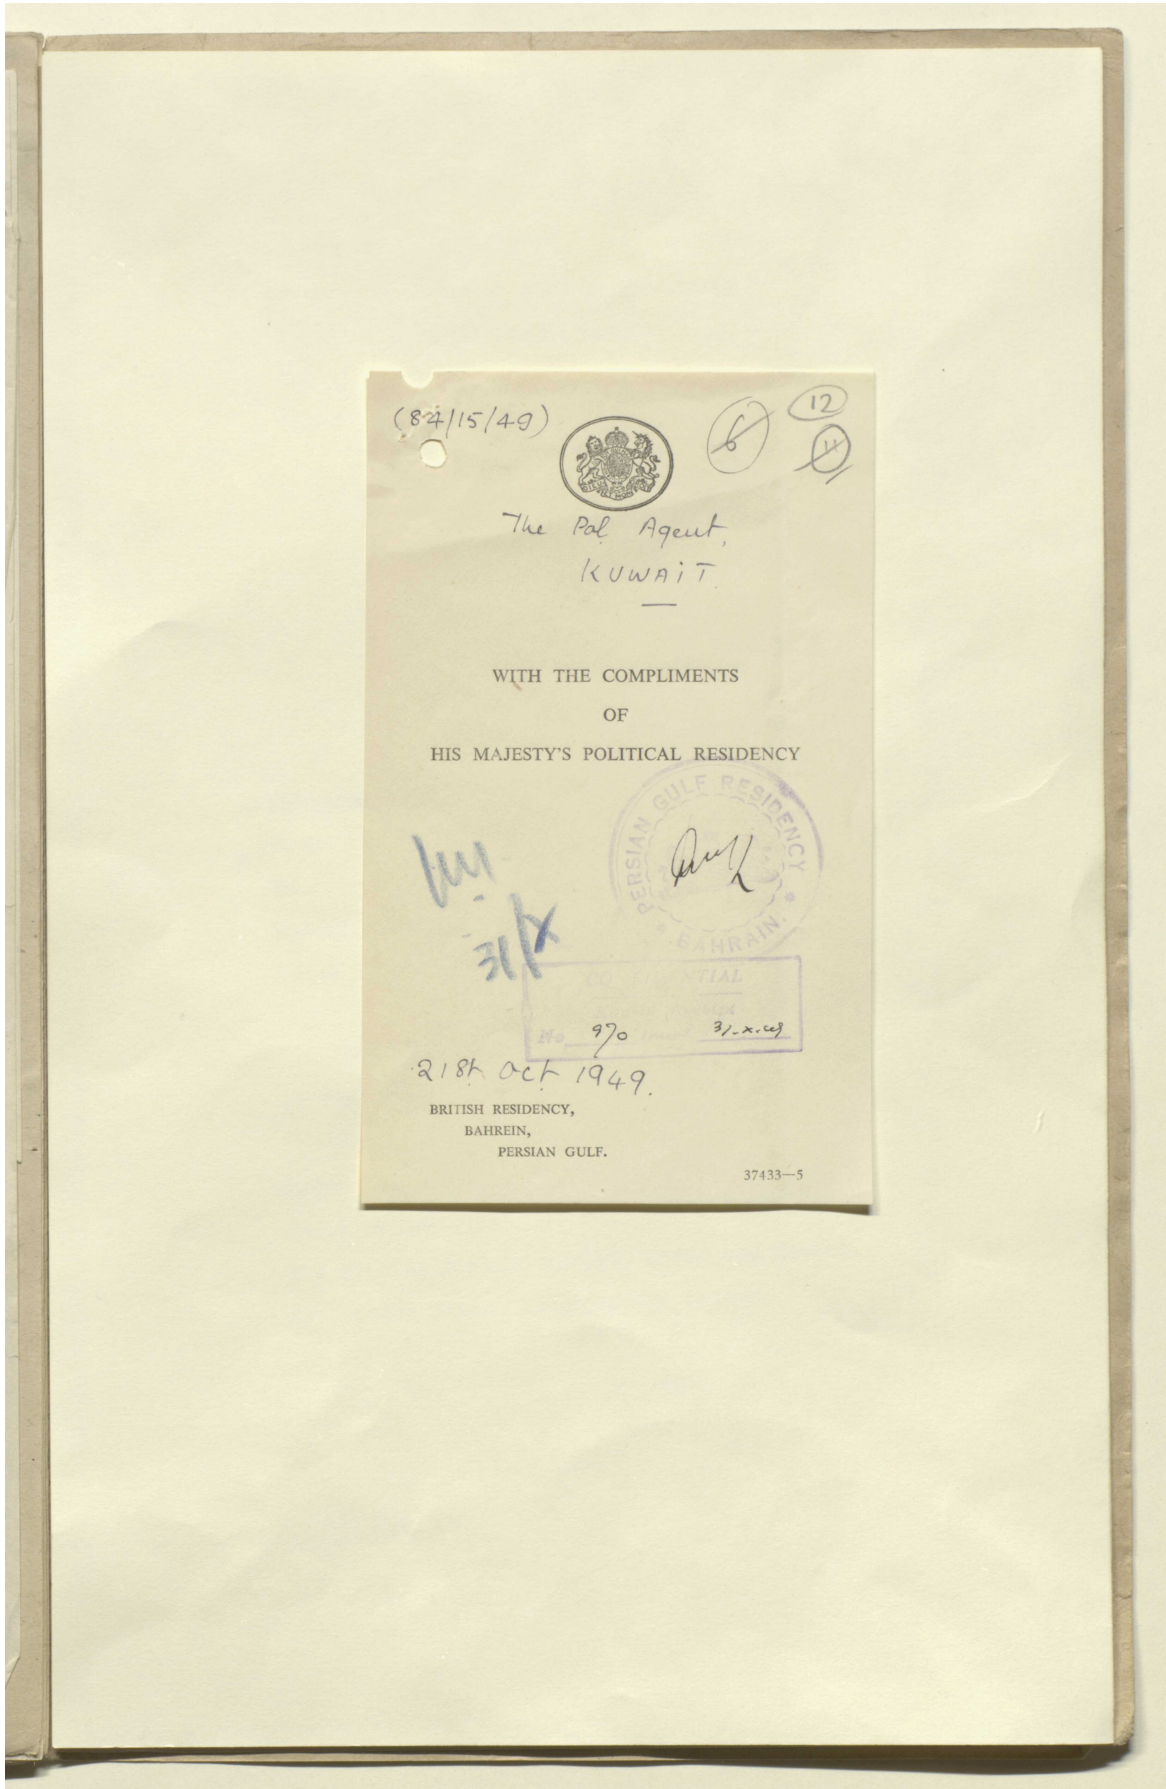 (84/15/49)
6
12
11
The Pol Agent,
KUWAIT.
WITH THE COMPLIMENTS
OF
HIS MAJESTY'S POLITICAL RESIDENCY
PERSIAN GULF RESIDENCY
BAHRAIN.
31/X
CONFIDENTIAL
No 970 31-X-49
21st Oct 1949.
BRITISH RESIDENCY,
BAHREIN,
PERSIAN GULF.
37433—5